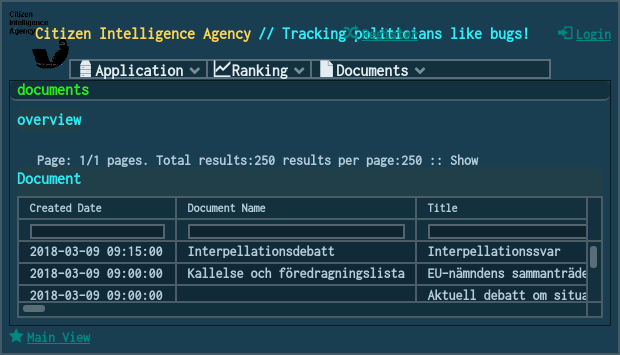 Citizen
Intelligence
Agency
Citizen Intelligence Agency // Tracking politicians like bugs!
Register
Login
Application
Ranking
Documents
documents
overview
Page: 1/1 pages. Total results:250 results per page:250 :: Show
Document
Created Date Document Name Title
2018-03-09 09:15:00 Interpellationsdebatt Interpellationssvar
2018-03-09 09:00:00 Kallelse och föredragningslista EU-nämndens sammanträde
2018-03-09 09:00:00 Aktuell debatt om situa
Main View